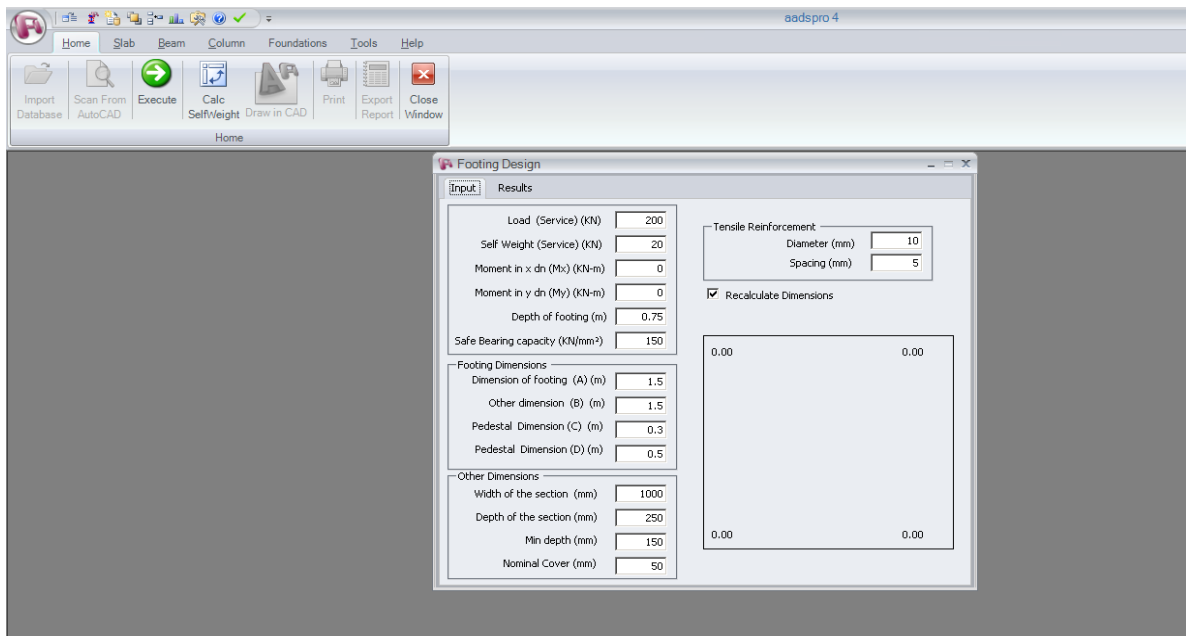 aadspro 4
Home Slab Beam Column Foundations Tools Help
Import Database Scan From AutoCAD Execute Calc SelfWeight Draw in CAD Print Export Report Close Window
Home
Footing Design
Input Results
Load (Service) (KN) 200
Self Weight (Service) (KN) 20
Moment in x dn (Mx) (KN-m) 0
Moment in y dn (My) (KN-m) 0
Depth of footing (m) 0.75
Safe Bearing capacity (KN/mm²) 150
Footing Dimensions
Dimension of footing (A) (m) 1.5
Other dimension (B) (m) 1.5
Pedestal Dimension (C) (m) 0.3
Pedestal Dimension (D) (m) 0.5
Other Dimensions
Width of the section (mm) 1000
Depth of the section (mm) 250
Min depth (mm) 150
Nominal Cover (mm) 50
Tensile Reinforcement
Diameter (mm) 10
Spacing (mm) 5
Recalculate Dimensions
0.00 0.00
0.00 0.00